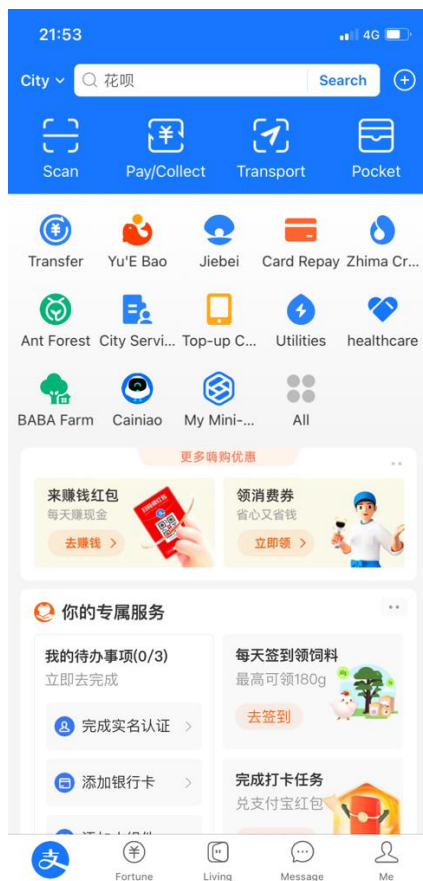 21:53
4G
City
花呗
Search
Scan
Pay/Collect
Transport
Pocket
Transfer
Yu'E Bao
Jiebei
Card Repay
Zhima Cr...
Ant Forest
City Servi...
Top-up C...
Utilities
healthcare
BABA Farm
Cainiao
My Mini-...
All
更多嗨购优惠
来赚钱红包
每天赚现金
去赚钱
领消费券
省心又省钱
立即领
你的专属服务
我的待办事项(0/3)
立即去完成
完成实名认证
添加银行卡
每天签到领饲料
最高可领180g
去签到
完成打卡任务
兑支付宝红包
支
Fortune
Living
Message
Me